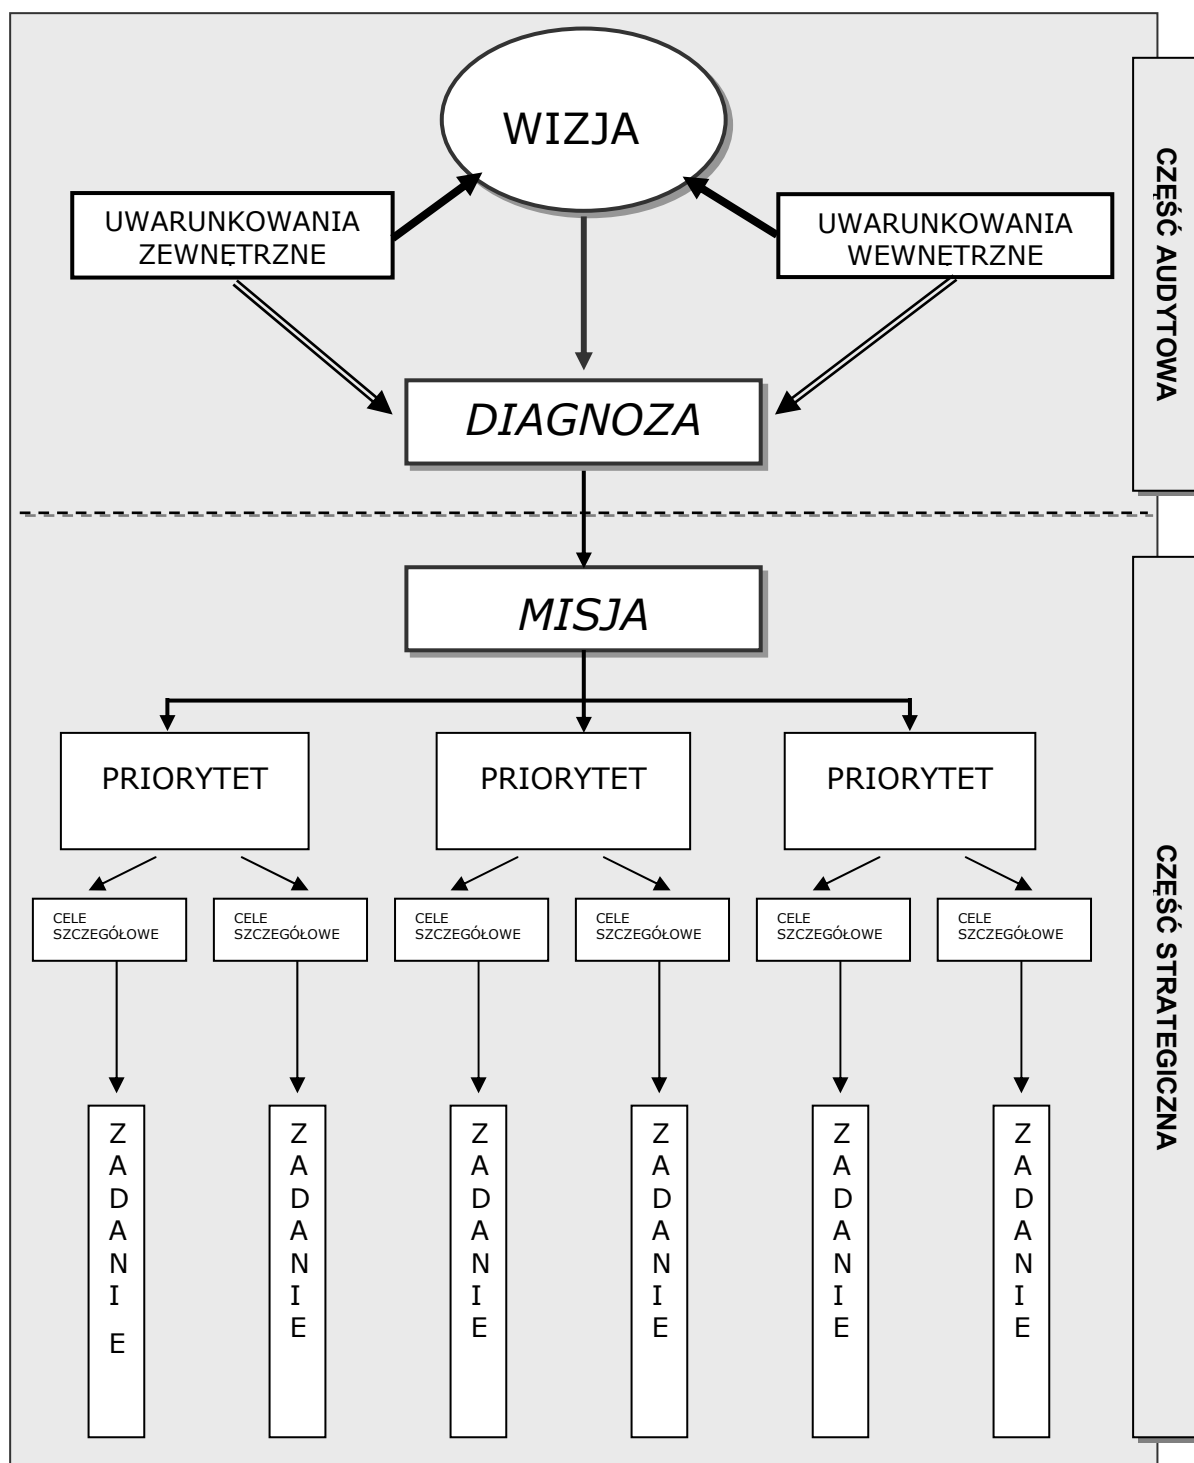 WIZJA
UWARUNKOWANIA
ZEWNĘTRZNE
UWARUNKOWANIA
WEWNĘTRZNE
CZĘŚĆ AUDYTOWA
DIAGNOZA
MISJA
PRIORYTET
PRIORYTET
PRIORYTET
CELE
SZCZEGÓŁOWE
CELE
SZCZEGÓŁOWE
CELE
SZCZEGÓŁOWE
CELE
SZCZEGÓŁOWE
CELE
SZCZEGÓŁOWE
CELE
SZCZEGÓŁOWE
CZĘŚĆ STRATEGICZNA
ZADANIE
ZADANIE
ZADANIE
ZADANIE
ZADANIE
ZADANIE